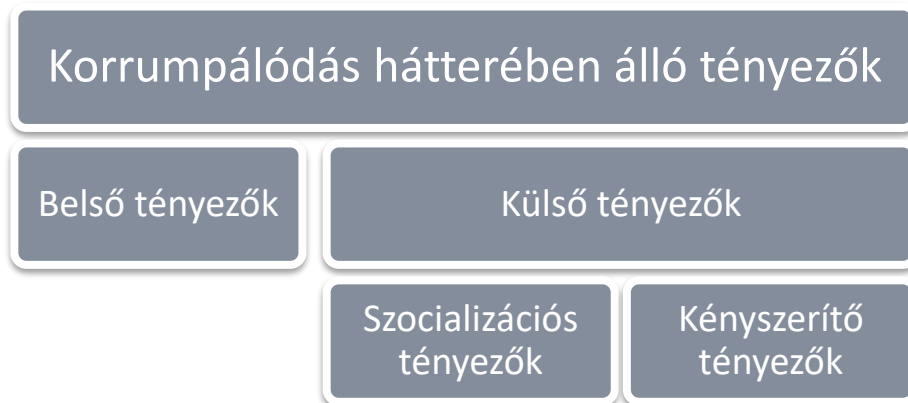 Korrumpálódás hátterében álló tényezők
Belső tényezők
Külső tényezők
Szocializációs
tényezők
Kényszerítő
tényezők